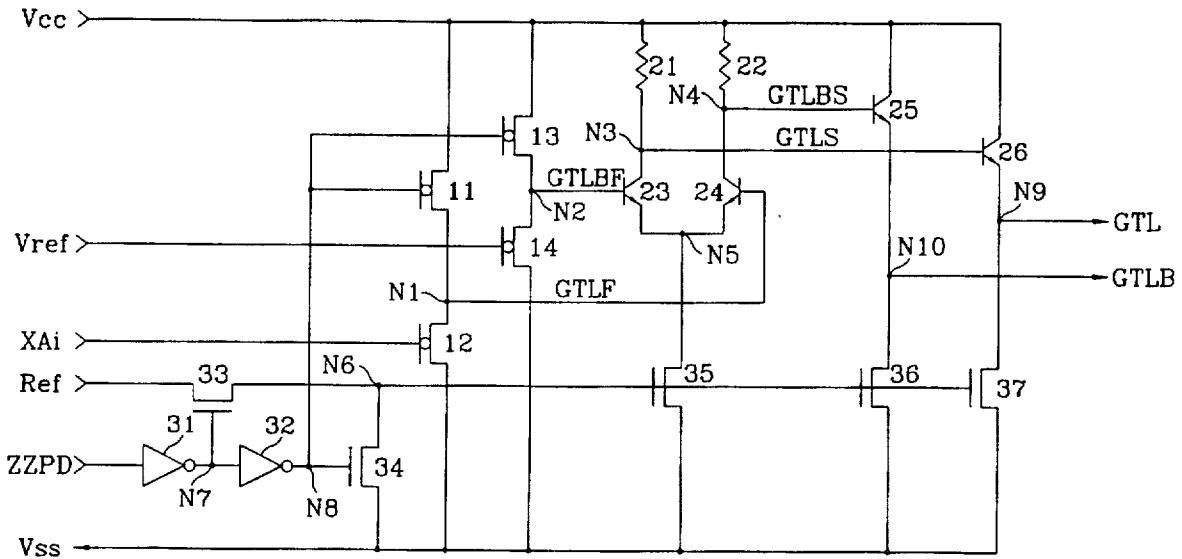 Vcc
21
22
N4
GTLBS
25
13
N3
GTLS
26
11
GTLBF
23
24
N9
N2
GTL
Vref
14
N5
N10
N1
GTLF
GTLB
XAi
12
N6
Ref
33
35
36
37
31
32
34
ZZPD
N7
N8
Vss